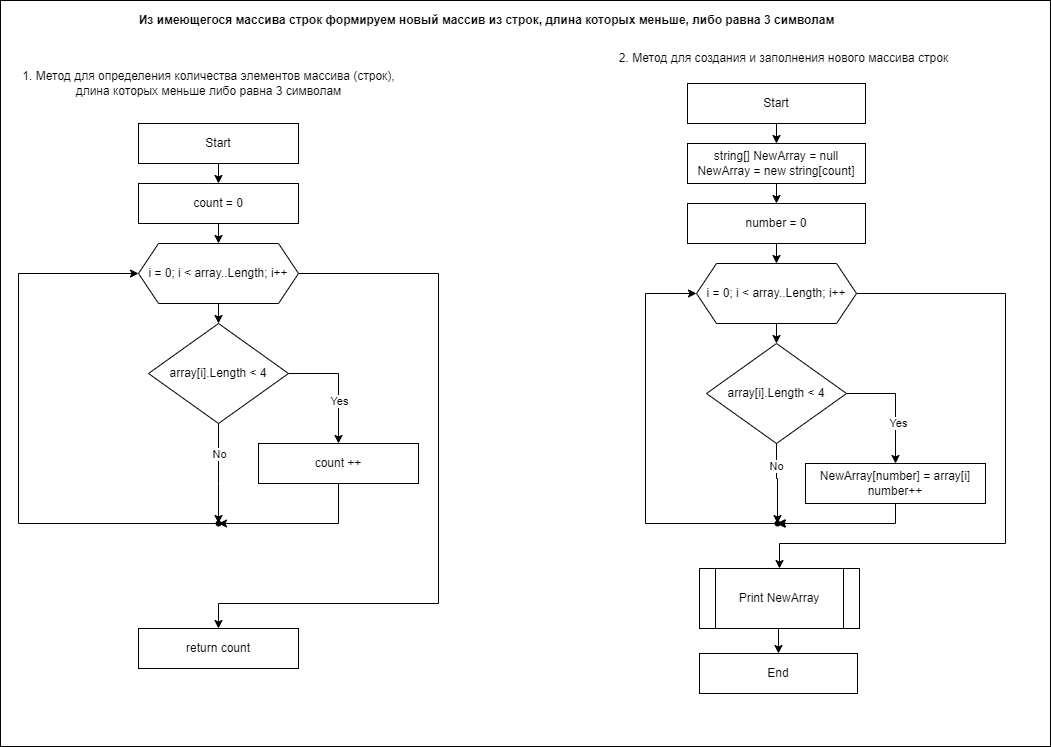 Из имеющегося массива строк формируем новый массив из строк, длина которых меньше, либо равна 3 символам
1. Метод для определения количества элементов массива (строк),
длина которых меньше либо равна 3 символам
Start
count = 0
i = 0; i < array..Length; i++
array[i].Length < 4
Yes
No
count ++
return count
2. Метод для создания и заполнения нового массива строк
Start
string[] NewArray = null
NewArray = new string[count]
number = 0
i = 0; i < array..Length; i++
array[i].Length < 4
Yes
No
NewArray[number] = array[i]
number++
Print NewArray
End